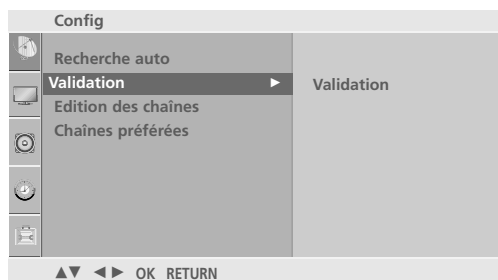 Config
Recherche auto
Validation ► Validation
Edition des chaînes
Chaînes préférées
▲▼ ◄► OK RETURN